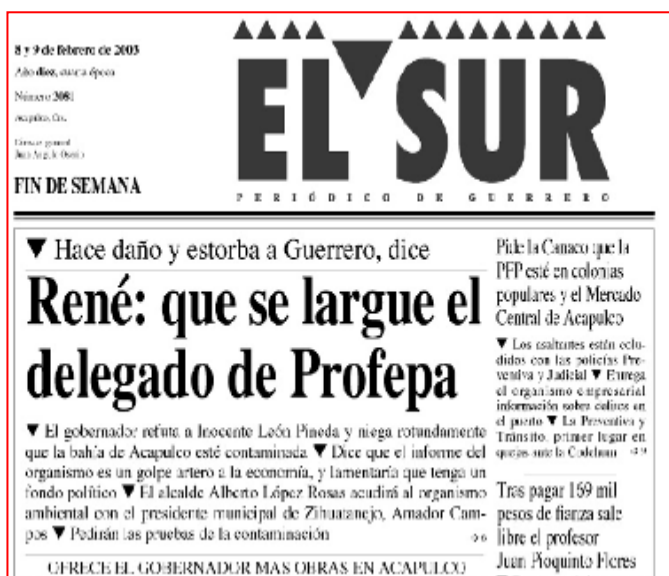 8 y 9 de febrero de 2003
Año diez, cuarta época
Número 3081
Acapulco, Gro.
Director general
Juan Angulo Osorio
FIN DE SEMANA
EL SUR
PERIÓDICO DE GUERRERO
▼ Hace daño y estorba a Guerrero, dice
René: que se largue el
delegado de Profepa
▼ El gobernador refuta a Inocente León Pineda y niega rotundamente
que la bahía de Acapulco esté contaminada ▼ Dice que el informe del
organismo es un golpe artero a la economía, y lamentaría que tenga un
fondo político ▼ El alcalde Alberto López Rosas acudirá al organismo
ambiental con el presidente municipal de Zihuatanejo, Amador Cam-
pos ▼ Pedirán las pruebas de la contaminación
6
OFRECE EL GOBERNADOR MAS OBRAS EN ACAPULCO
Pide la Canaco que la
PFP esté en colonias
populares y el Mercado
Central de Acapulco
▼ Los asaltantes están colu-
didos con las policías Pre-
ventiva y Judicial ▼ Entrega
el organismo empresarial
información sobre delitos en
el puerto ▼ La Preventiva y
Tránsito, primer lugar en
quejas ante la Codehum
Tras pagar 169 mil
pesos de fianza sale
libre el profesor
Juan Pioquinto Flores